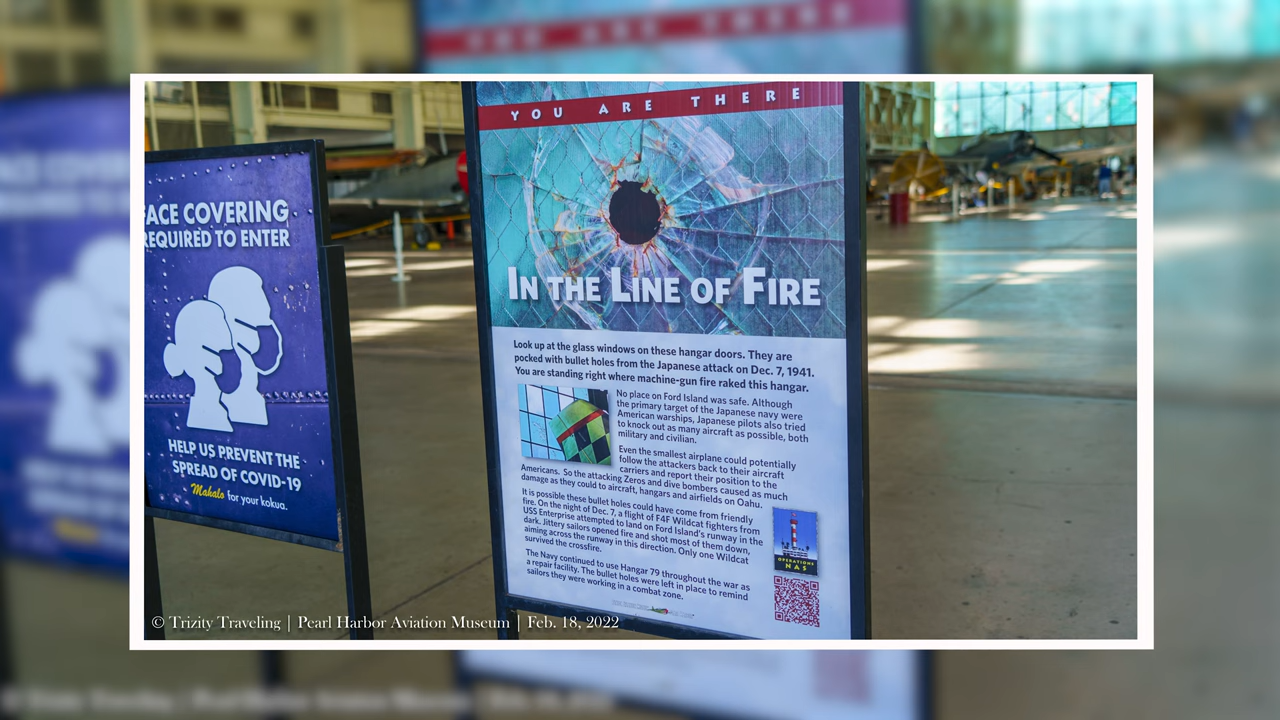 FACE COVERING
REQUIRED TO ENTER
HELP US PREVENT THE
SPREAD OF COVID-19
Mahalo for your kokua.
YOU ARE THERE
IN THE LINE OF FIRE
Look up at the glass windows on these hangar doors. They are
pocked with bullet holes from the Japanese attack on Dec. 7, 1941.
You are standing right where machine-gun fire raked this hangar.
No place on Ford Island was safe. Although
the primary target of the Japanese navy were
American warships, Japanese pilots also tried
to knock out as many aircraft as possible, both
military and civilian.
Even the smallest airplane could potentially
follow the attackers back to their aircraft
carriers and report their position to the
Americans. So the attacking Zeros and dive bombers caused as much
damage as they could to aircraft, hangars and airfields on Oahu.
It is possible these bullet holes could have come from friendly
fire. On the night of Dec. 7, a flight of F4F Wildcat fighters from
USS Enterprise attempted to land on Ford Island's runway in the
dark. Jittery sailors opened fire and shot most of them down,
aiming across the runway in this direction. Only one Wildcat
survived the crossfire.
The Navy continued to use Hangar 79 throughout the war as
a repair facility. The bullet holes were left in place to remind
sailors they were working in a combat zone.
OPERATIONS
NAS
© Trizity Traveling | Pearl Harbor Aviation Museum | Feb. 18, 2022